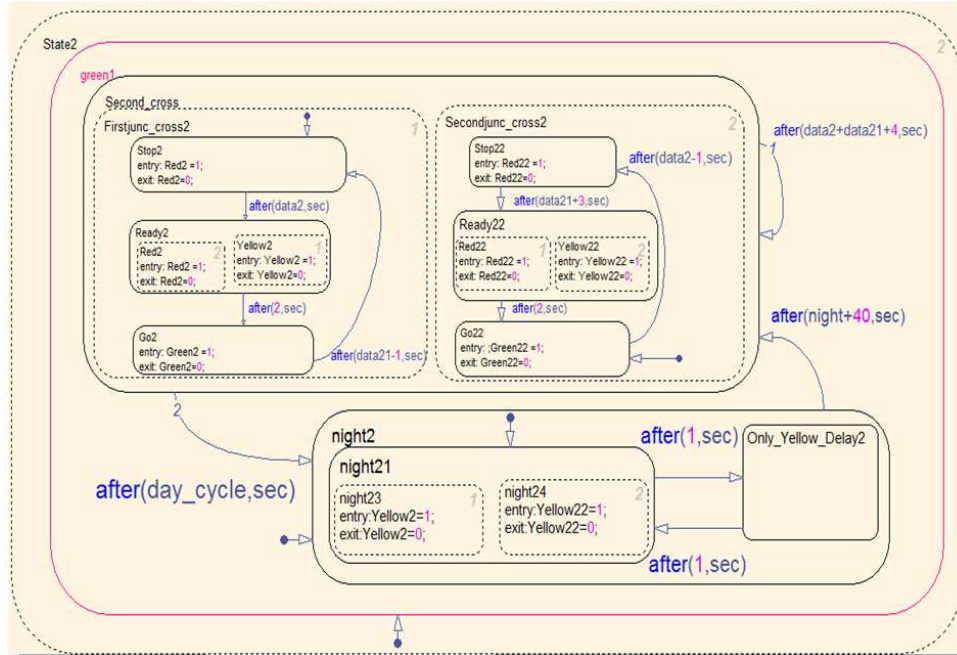 State2
2
green1
Second_cross
Firstjunc_cross2
1
Stop2
entry: Red2 =1;
exit: Red2=0;
after(data2,sec)
Ready2
Red2
2
entry: Red2 =1;
exit: Red2=0;
Yellow2
1
entry: Yellow2 =1;
exit: Yellow2=0;
after(2,sec)
Go2
entry: Green2 =1;
exit: Green2=0;
after(data21-1,sec)
Secondjunc_cross2
2
Stop22
entry: Red22 =1;
exit: Red22=0;
after(data2-1,sec)
after(data21+3,sec)
Ready22
Red22
1
entry: Red22 =1;
exit: Red22=0;
Yellow22
2
entry: Yellow22 =1;
exit: Yellow22=0;
after(2,sec)
Go22
entry: ;Green22 =1;
exit: Green22=0;
after(data2+data21+4,sec)
1
after(night+40,sec)
2
after(day_cycle,sec)
night2
night21
night23
1
entry:Yellow2=1;
exit:Yellow2=0;
night24
2
entry:Yellow22=1;
exit:Yellow22=0;
after(1,sec)
Only_Yellow_Delay2
after(1,sec)